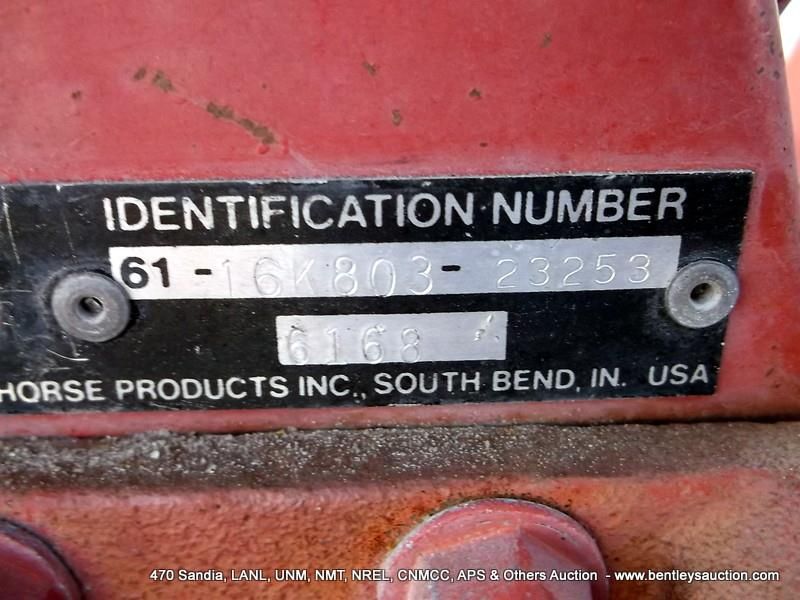 IDENTIFICATION NUMBER
61-16K803-23253
6168
HORSE PRODUCTS INC., SOUTH BEND, IN. USA
470 Sandia, LANL, UNM, NMT, NREL, CNMCC, APS & Others Auction - www.bentleysauction.com